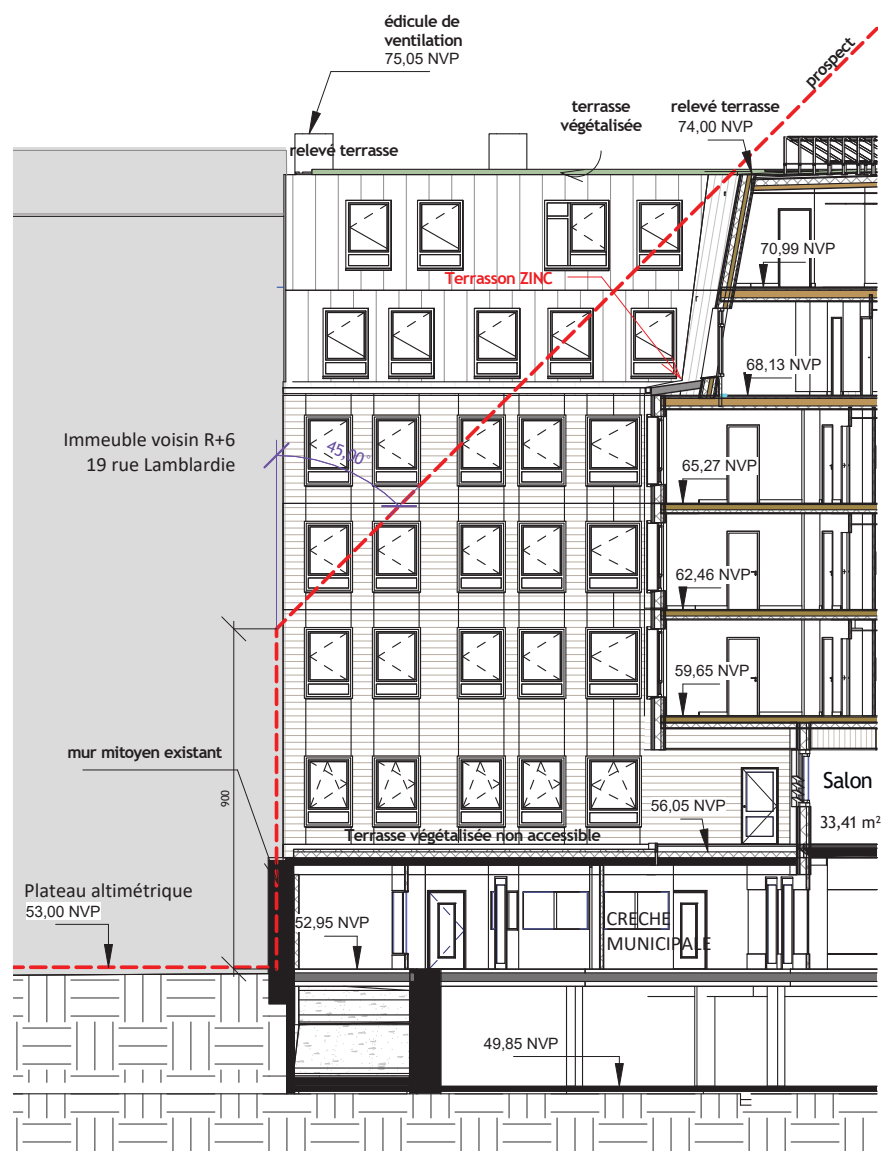 édicule de
ventilation
75,05 NVP
prospect
terrasse
végétalisée
relevé terrasse
74,00 NVP
relevé terrasse
70,99 NVP
Terrasson ZINC
68,13 NVP
Immeuble voisin R+6
19 rue Lamblardie
45,00°
65,27 NVP
62,46 NVP
59,65 NVP
mur mitoyen existant
900
Salon
33,41 m²
56,05 NVP
Terrasse végétalisée non accessible
Plateau altimétrique
53,00 NVP
52,95 NVP
CRECHE
MUNICIPALE
49,85 NVP